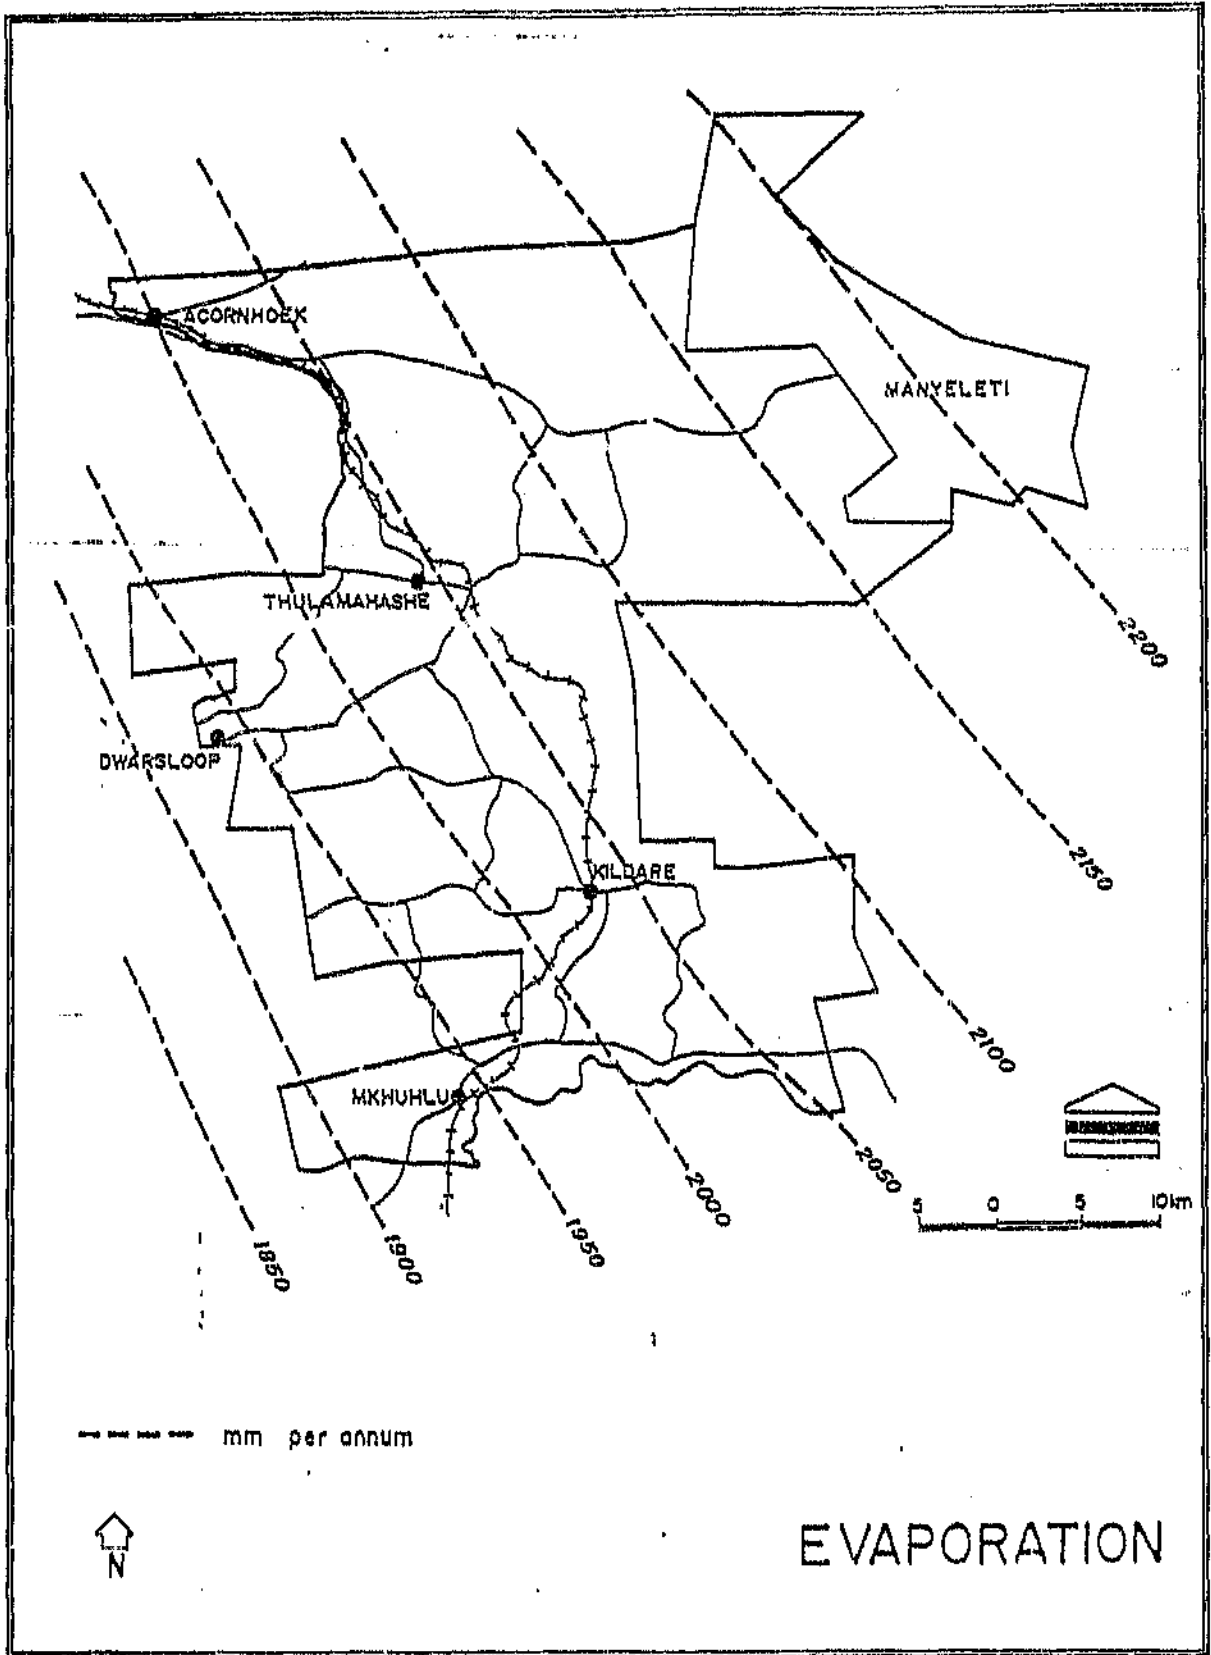 ACORNHOEK
MANYELETI
THULAMAHASHE
2200
DWARSLOOP
2150
KILDARE
2100
MKHUHLU
2050
2000
5 0 5 10km
1950
1900
1850
mm per annum
N
EVAPORATION